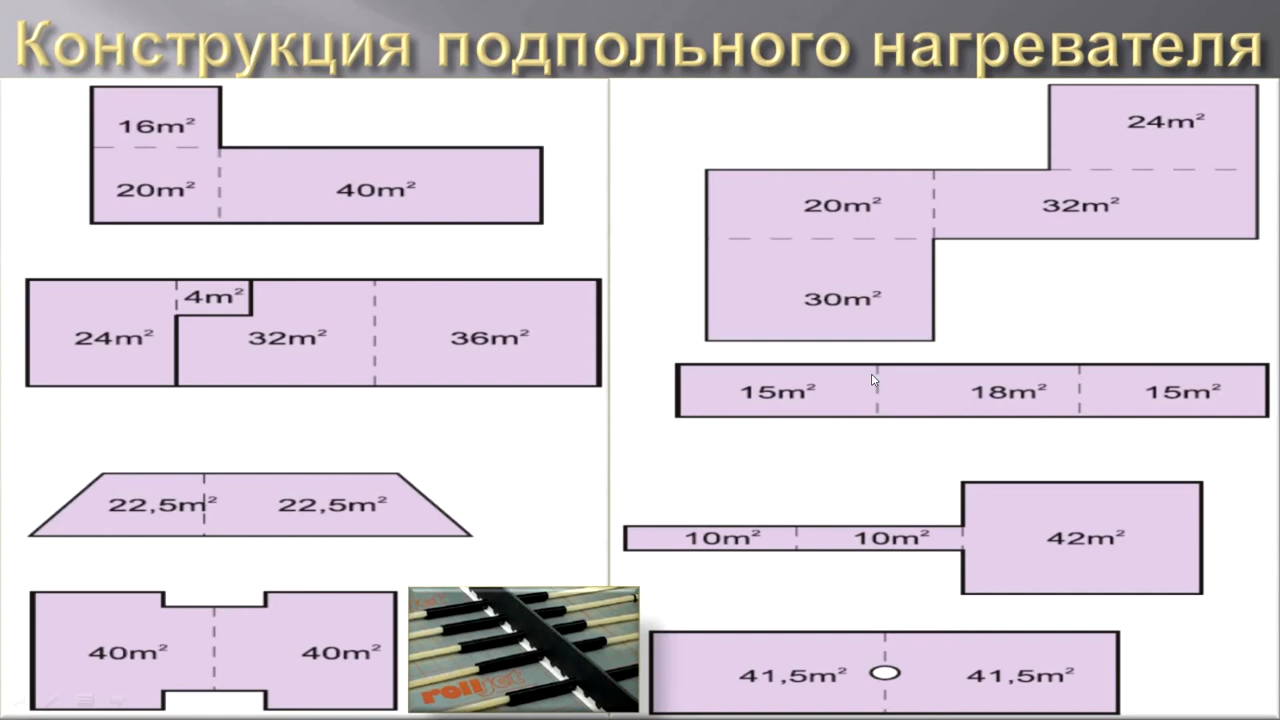 Конструкция подпольного нагревателя
16m²
20m² 40m²
4m²
24m² 32m² 36m²
22,5m² 22,5m²
40m² 40m²
rolljet
24m²
20m² 32m²
30m²
15m² 18m² 15m²
10m² 10m² 42m²
41,5m² 41,5m²